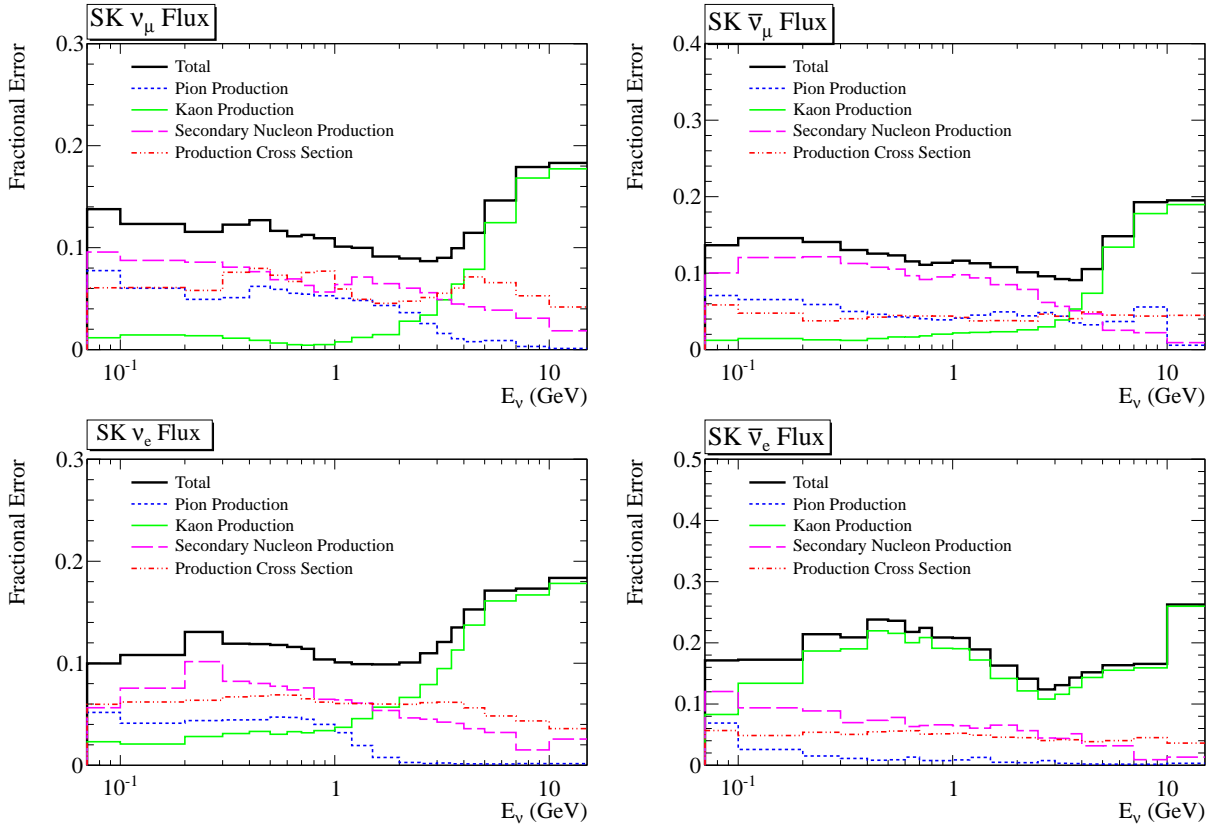 SK ν_μ Flux
Fractional Error
0.3
0.2
0.1
0
Total
Pion Production
Kaon Production
Secondary Nucleon Production
Production Cross Section
10⁻¹
1
10
E_ν (GeV)
SK ν̅_μ Flux
Fractional Error
0.4
0.3
0.2
0.1
0
Total
Pion Production
Kaon Production
Secondary Nucleon Production
Production Cross Section
10⁻¹
1
10
E_ν (GeV)
SK ν_e Flux
Fractional Error
0.3
0.2
0.1
0
Total
Pion Production
Kaon Production
Secondary Nucleon Production
Production Cross Section
10⁻¹
1
10
E_ν (GeV)
SK ν̅_e Flux
Fractional Error
0.5
0.4
0.3
0.2
0.1
0
Total
Pion Production
Kaon Production
Secondary Nucleon Production
Production Cross Section
10⁻¹
1
10
E_ν (GeV)